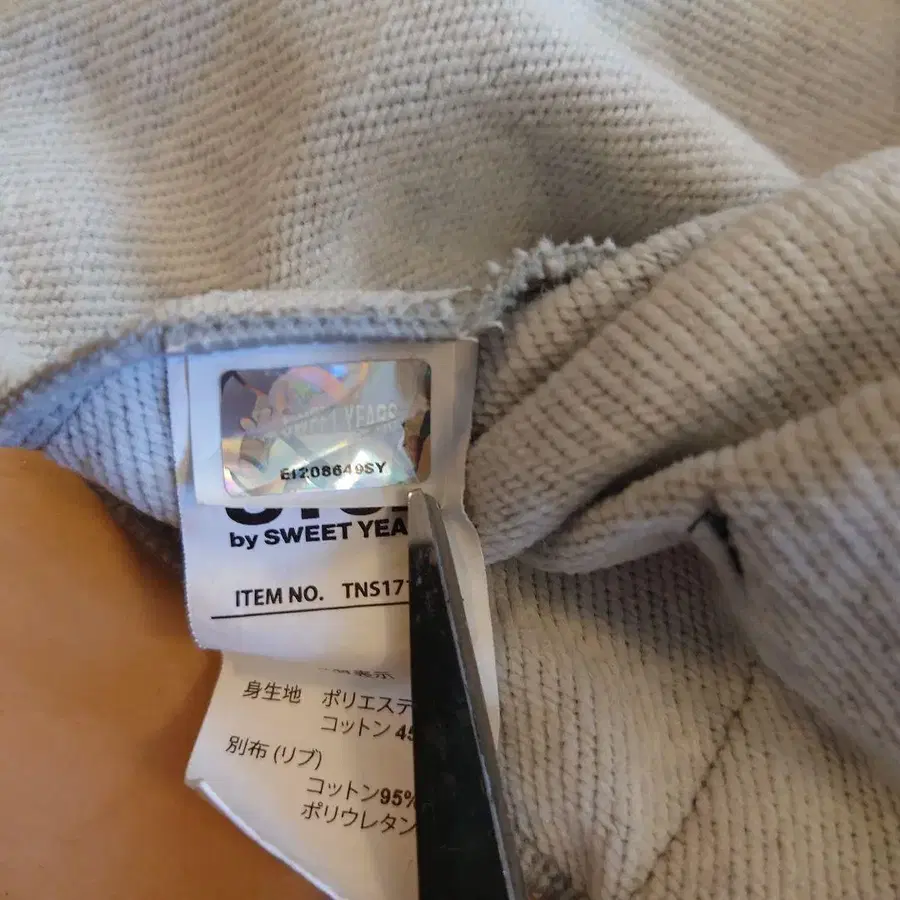 SWEET YEARS
EI208649SY
by SWEET YEA
ITEM NO. TNS17
身生地 ポリエステ
コットン 45
別布 (リブ)
コットン95%
ポリウレタン